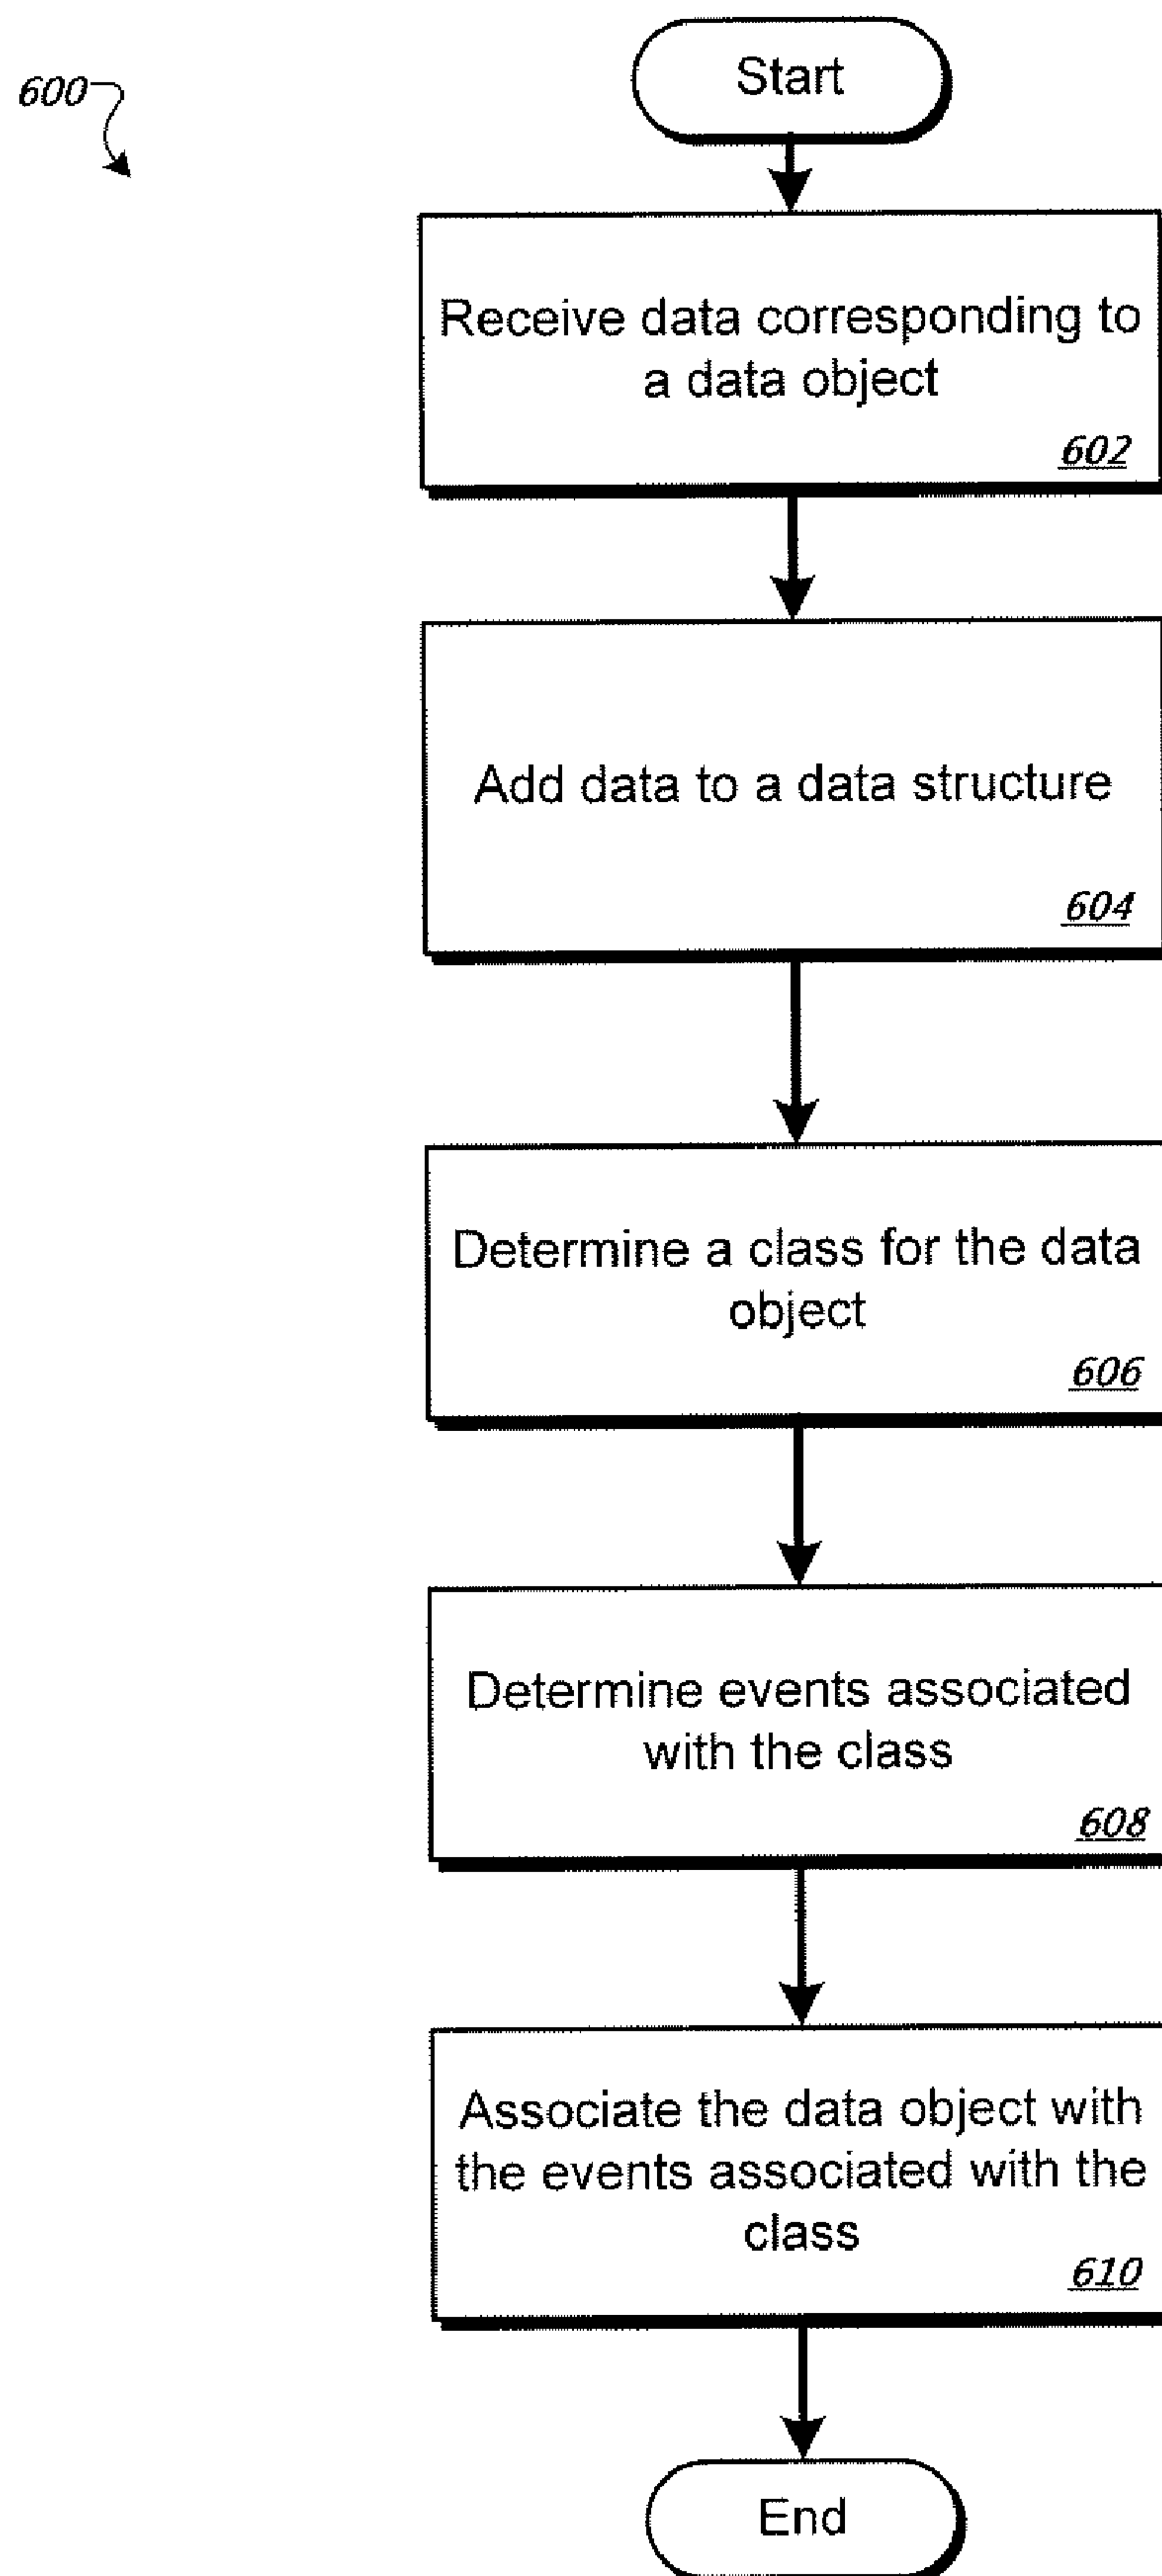 600
Start
Receive data corresponding to
a data object
602
Add data to a data structure
604
Determine a class for the data
object
606
Determine events associated
with the class
608
Associate the data object with
the events associated with the
class
610
End